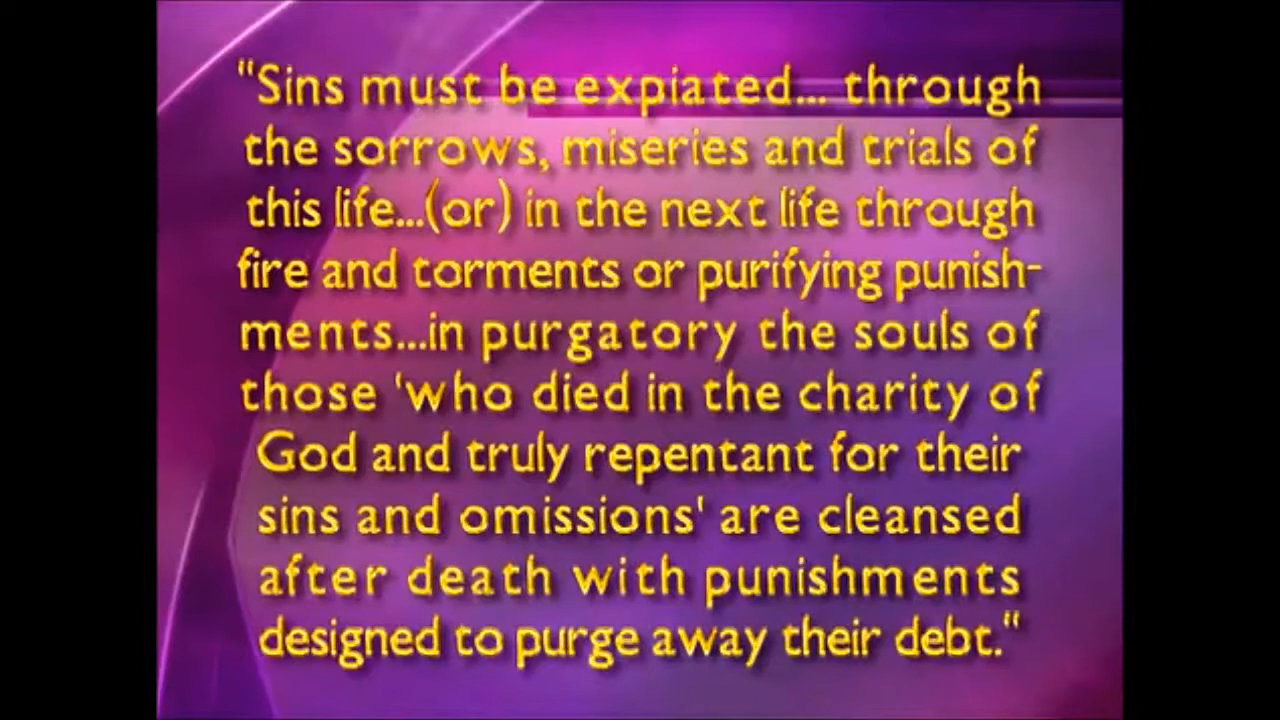 "Sins must be expiated... through
the sorrows, miseries and trials of
this life...(or) in the next life through
fire and torments or purifying punish-
ments...in purgatory the souls of
those 'who died in the charity of
God and truly repentant for their
sins and omissions' are cleansed
after death with punishments
designed to purge away their debt."